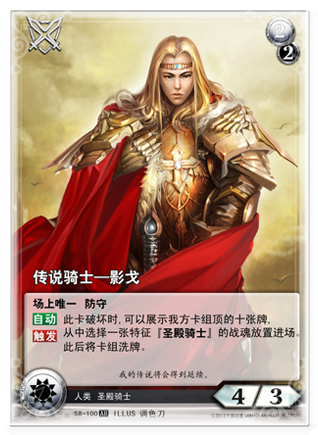 2
2
传说骑士—影戈
场上唯一 防守
自动 此卡破坏时,可以展示我方卡组顶的十张牌,
触发 从中选择一张特征『圣殿骑士』的战魂放置进场。
此后将卡组洗牌。
我的传说将会得到延续。
人类 圣殿骑士
S8-100 AR ILLUS 调色刀
4/3